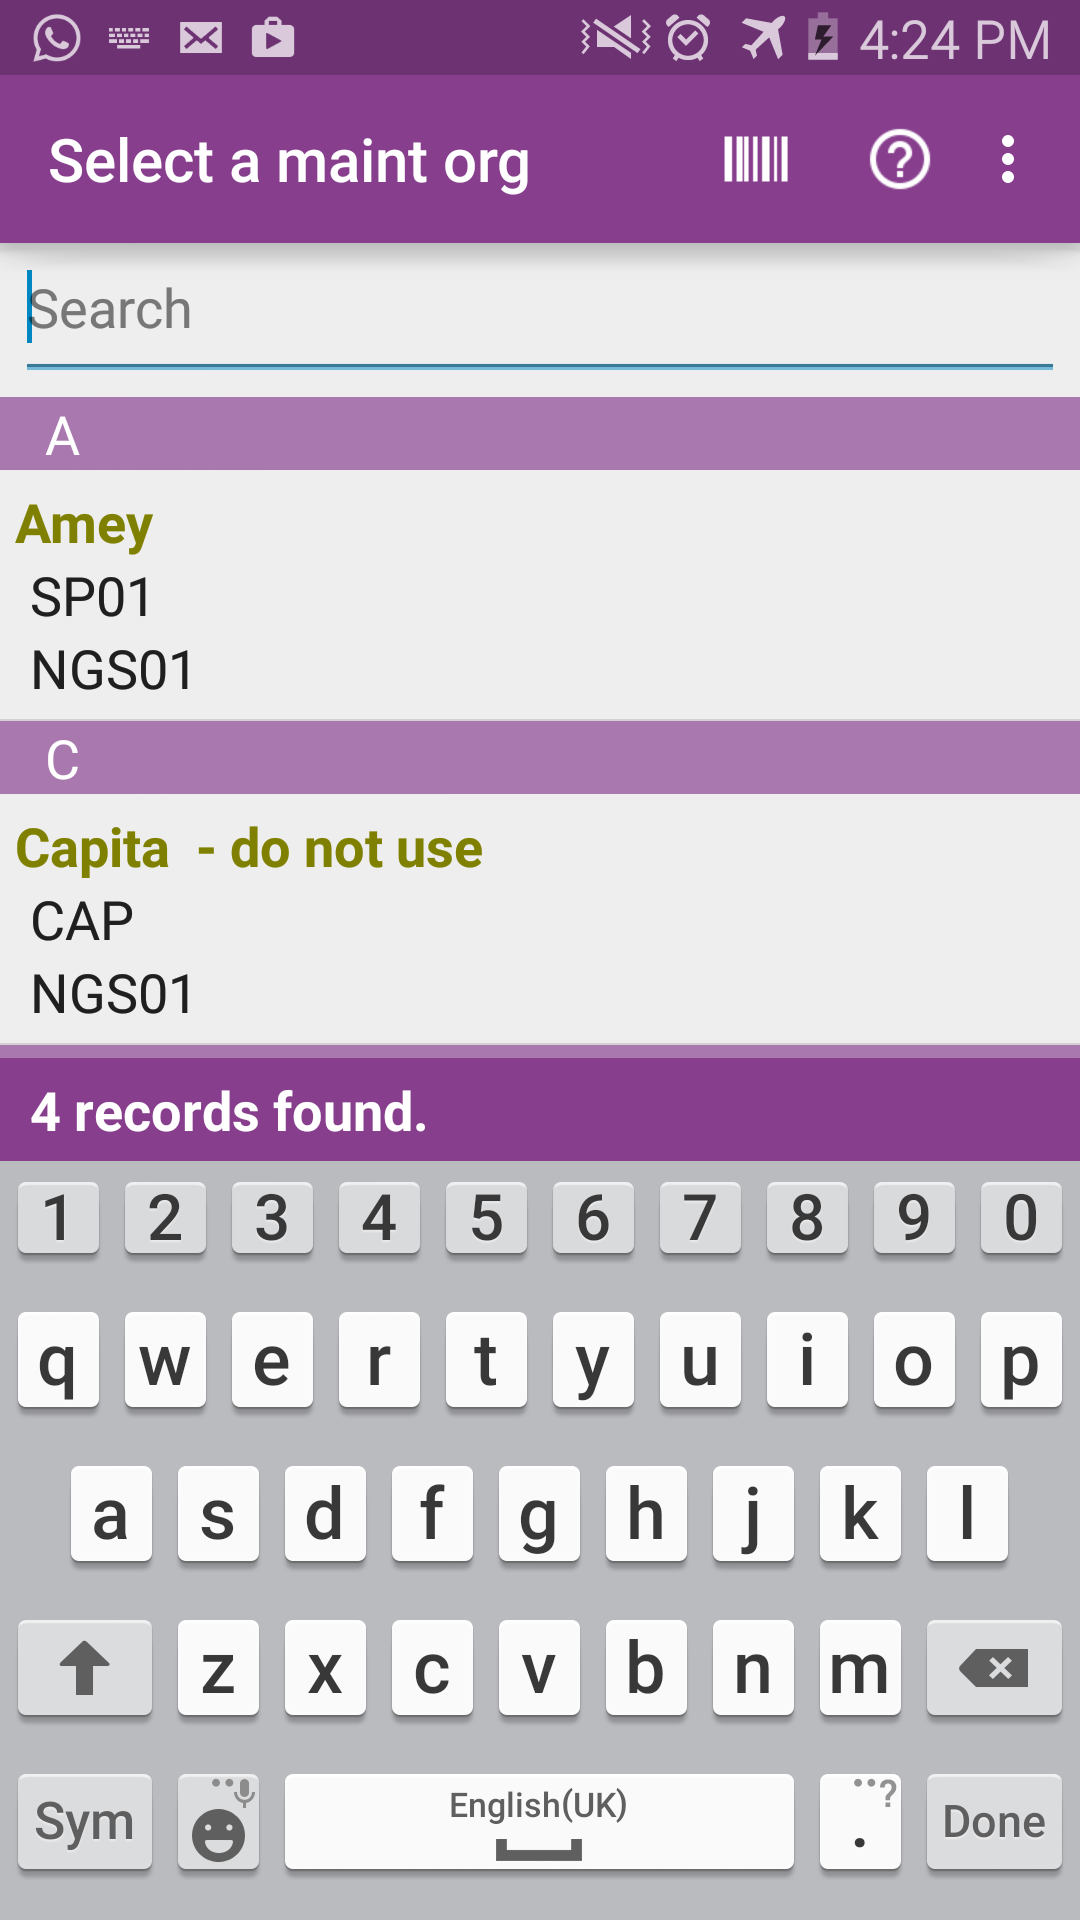 4:24 PM
Select a maint org
Search
A
Amey
SP01
NGS01
C
Capita  - do not use
CAP
NGS01
4 records found.
1 2 3 4 5 6 7 8 9 0
q w e r t y u i o p
a s d f g h j k l
z x c v b n m
Sym English(UK) . ? Done